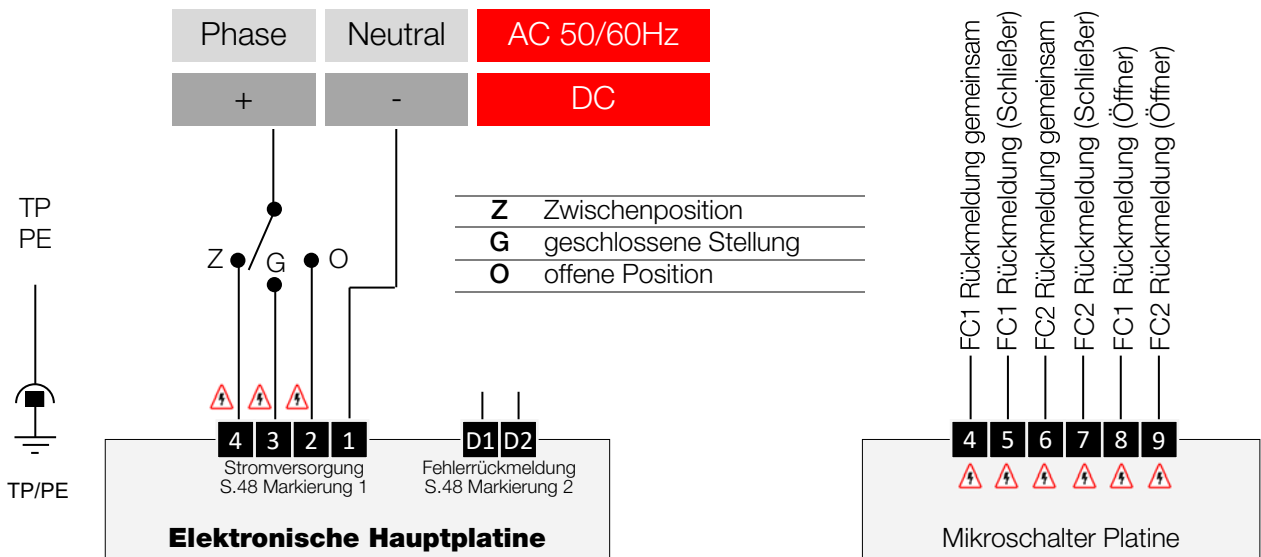 Phase Neutral AC 50/60Hz
+ - DC
TP
PE
Z G O
Z Zwischenposition
G geschlossene Stellung
O offene Position
4 3 2 1
Stromversorgung
S.48 Markierung 1
D1 D2
Fehlerrückmeldung
S.48 Markierung 2
TP/PE
Elektronische Hauptplatine
FC1 Rückmeldung gemeinsam
FC1 Rückmeldung (Schließer)
FC2 Rückmeldung gemeinsam
FC2 Rückmeldung (Schließer)
FC1 Rückmeldung (Öffner)
FC2 Rückmeldung (Öffner)
4 5 6 7 8 9
Mikroschalter Platine